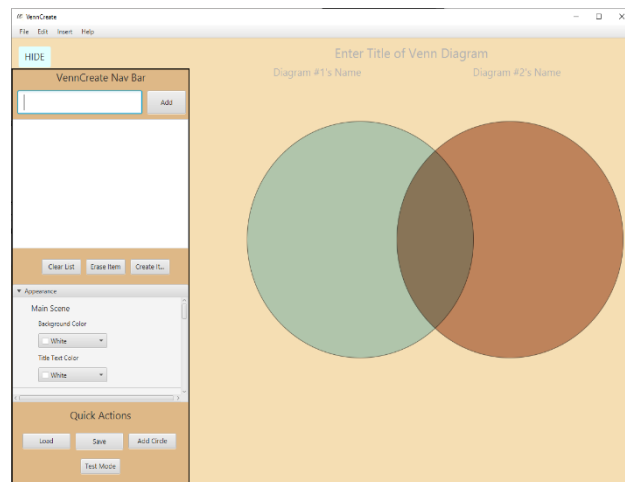 VennCreate
File Edit Insert Help
HIDE
Enter Title of Venn Diagram
Diagram #1's Name Diagram #2's Name
VennCreate Nav Bar
Add
Clear List Erase Item Create It...
Appearance
Main Scene
Background Color
White
Title Text Color
White
Quick Actions
Load Save Add Circle
Test Mode